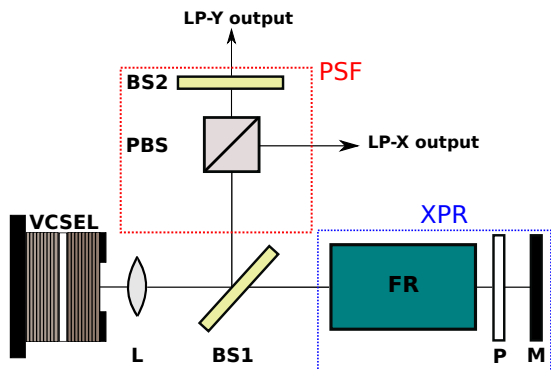 LP-Y output
PSF
BS2
PBS
LP-X output
VCSEL
XPR
FR
L
BS1
P
M